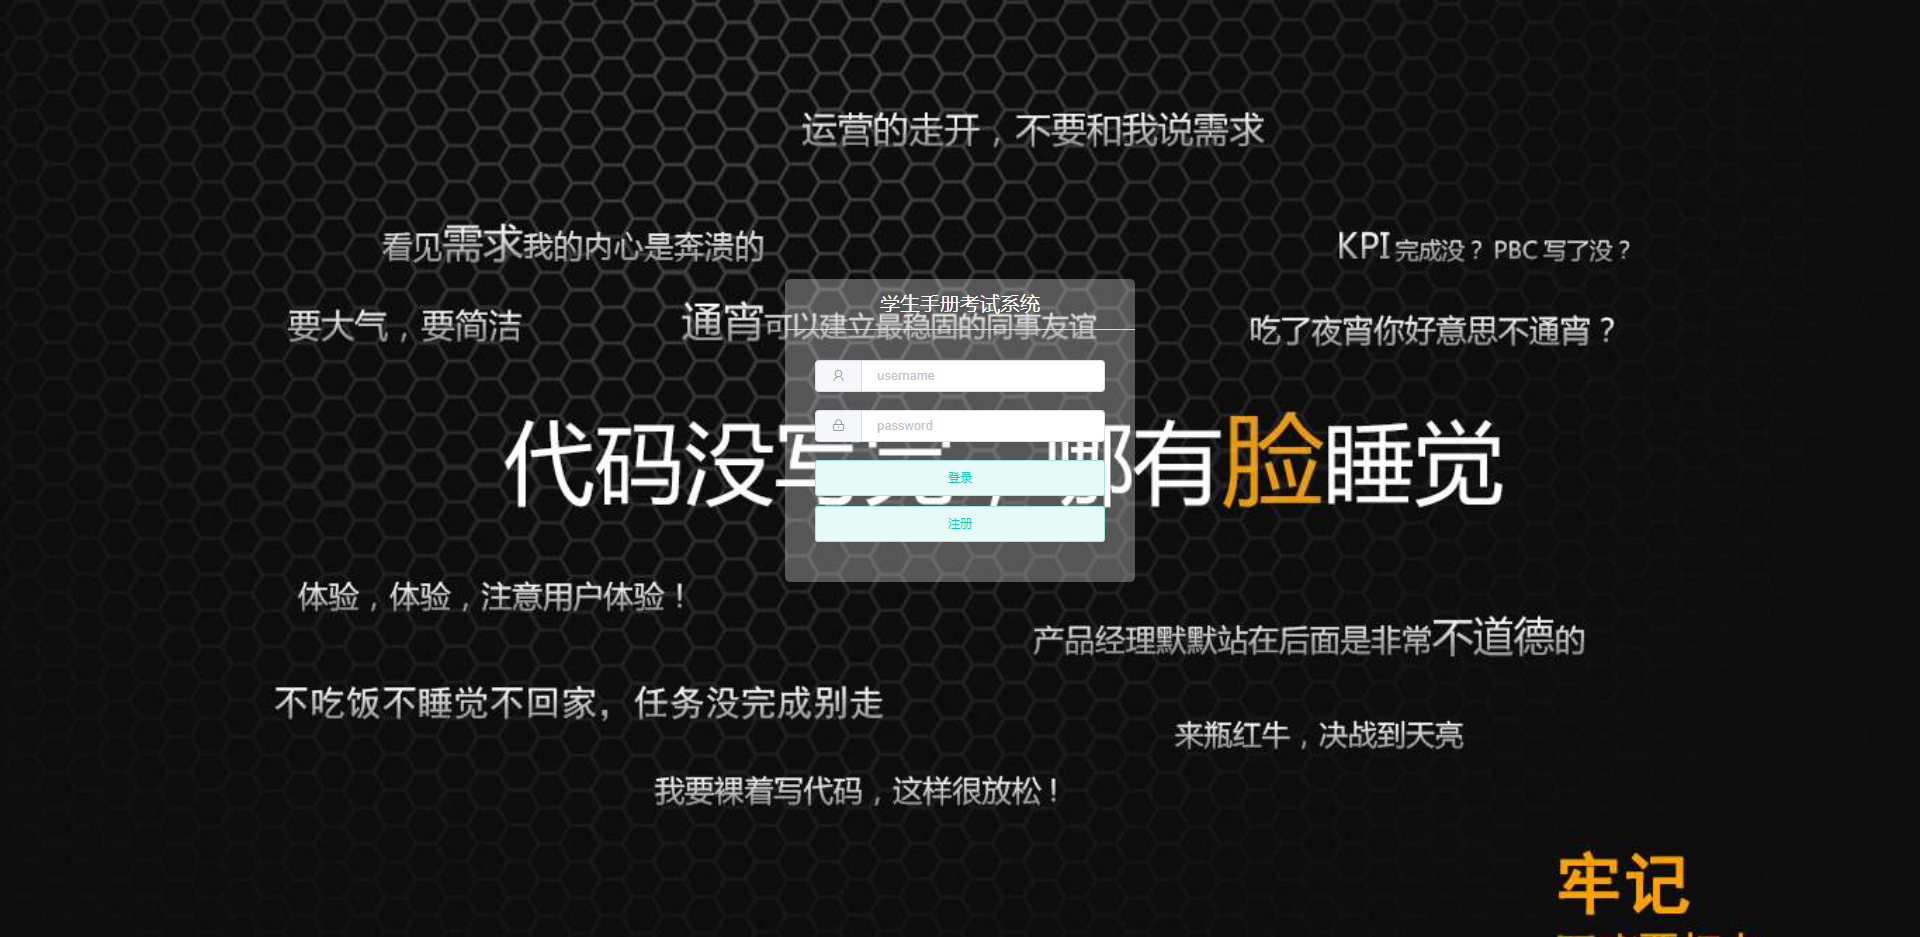 运营的走开，不要和我说需求
看见需求我的内心是奔溃的
KPI 完成没？ PBC 写了没？
学生手册考试系统
要大气，要简洁
通宵可以建立最稳固的同事友谊
吃了夜宵你好意思不通宵？
username
password
代码没写完，哪有脸睡觉
登录
注册
体验，体验，注意用户体验！
产品经理默默站在后面是非常不道德的
不吃饭不睡觉不回家，任务没完成别走
来瓶红牛，决战到天亮
我要裸着写代码，这样很放松！
牢记